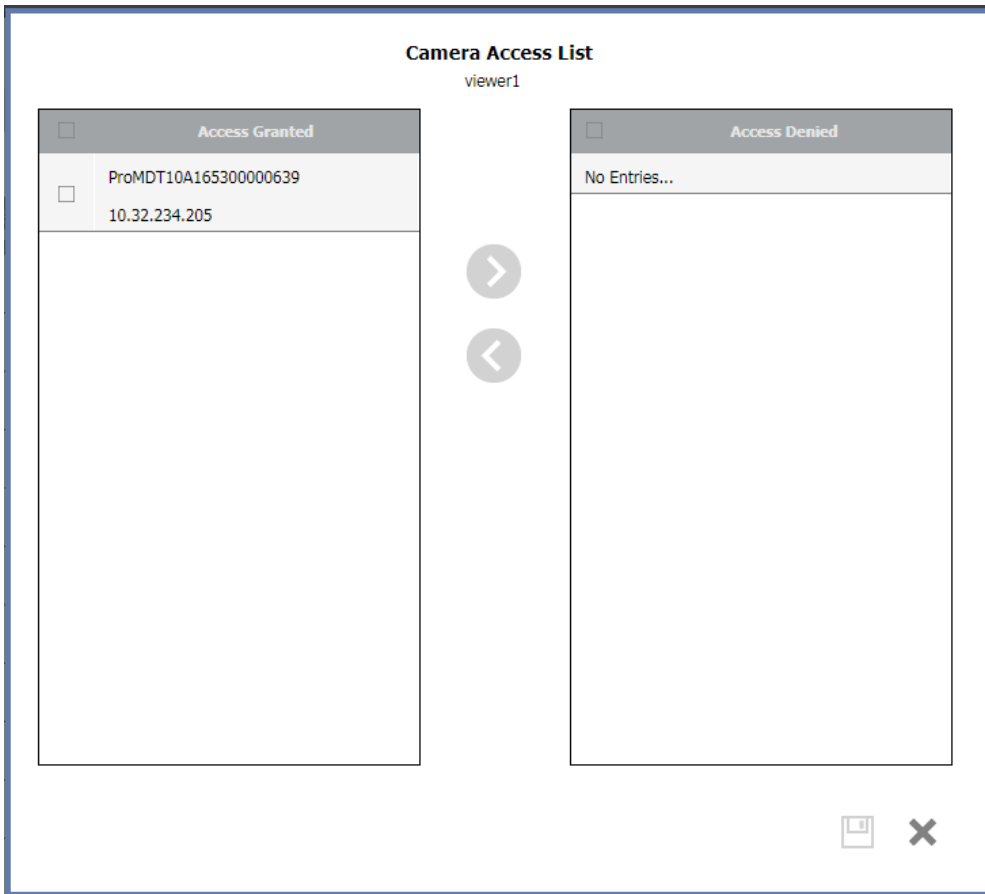 Camera Access List
viewer1
Access Granted
ProMDT10A165300000639
10.32.234.205
Access Denied
No Entries...